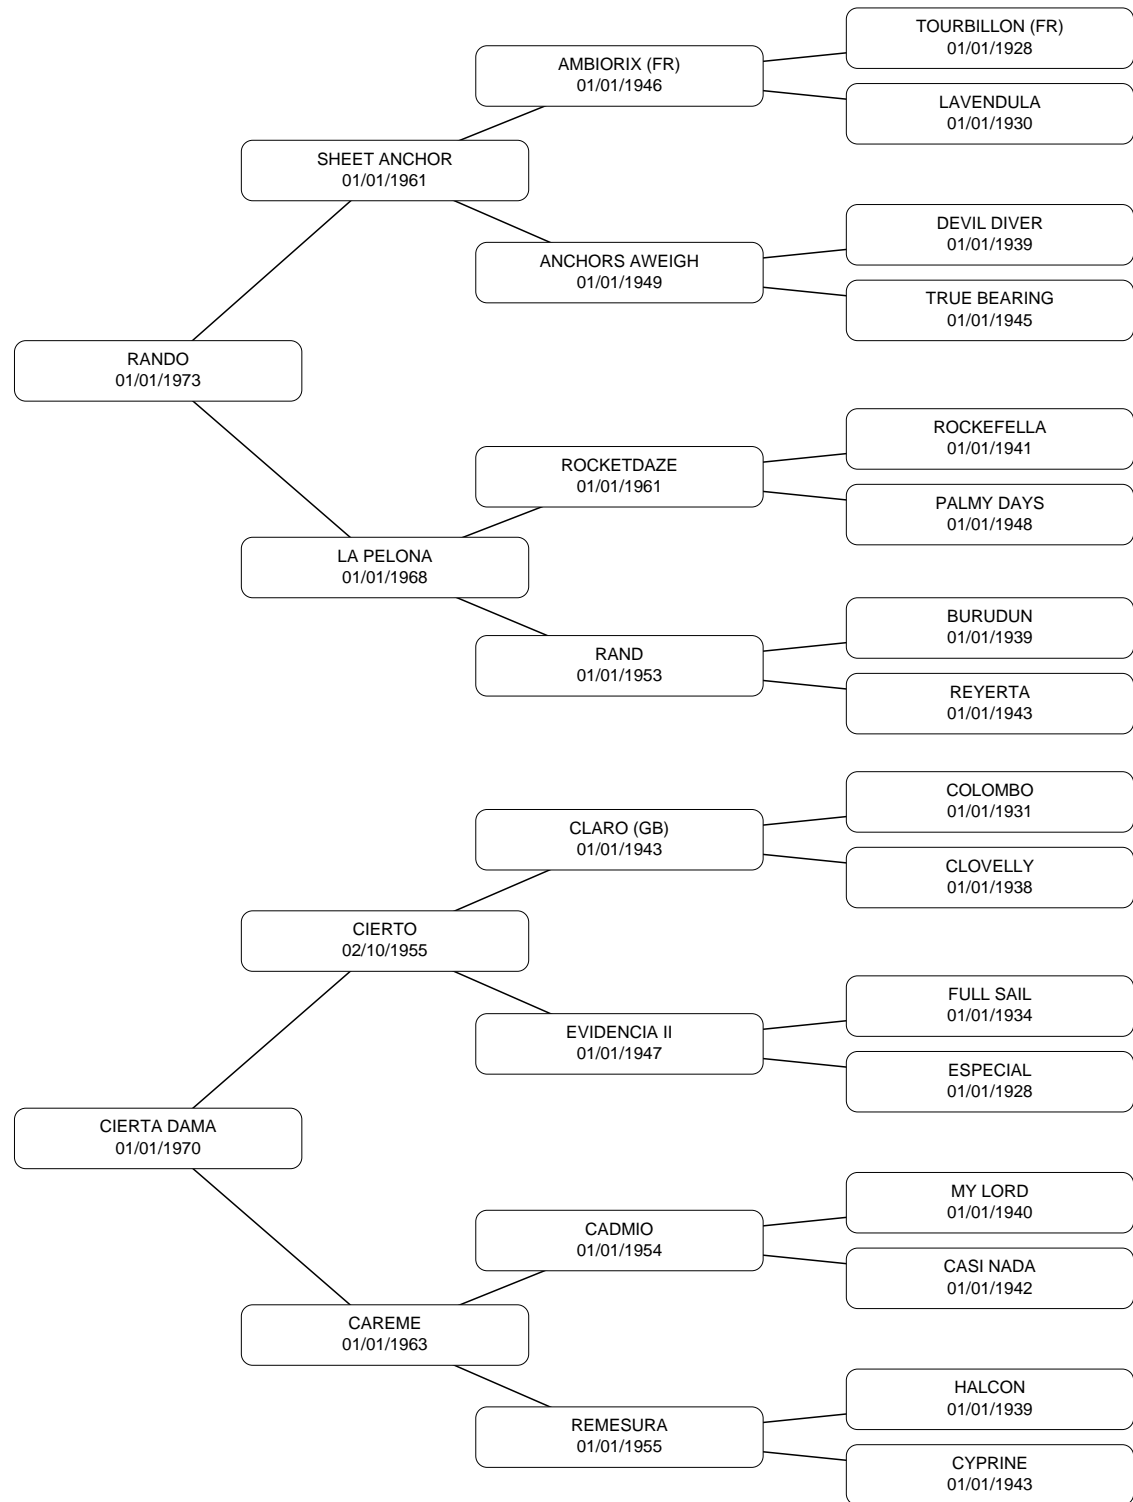 TOURBILLON (FR)
01/01/1928
AMBIORIX (FR)
01/01/1946
LAVENDULA
01/01/1930
SHEET ANCHOR
01/01/1961
DEVIL DIVER
01/01/1939
ANCHORS AWEIGH
01/01/1949
TRUE BEARING
01/01/1945
RANDO
01/01/1973
ROCKEFELLA
01/01/1941
ROCKETDAZE
01/01/1961
PALMY DAYS
01/01/1948
LA PELONA
01/01/1968
BURUDUN
01/01/1939
RAND
01/01/1953
REYERTA
01/01/1943
COLOMBO
01/01/1931
CLARO (GB)
01/01/1943
CLOVELLY
01/01/1938
CIERTO
02/10/1955
FULL SAIL
01/01/1934
EVIDENCIA II
01/01/1947
ESPECIAL
01/01/1928
CIERTA DAMA
01/01/1970
MY LORD
01/01/1940
CADMIO
01/01/1954
CASI NADA
01/01/1942
CAREME
01/01/1963
HALCON
01/01/1939
REMESURA
01/01/1955
CYPRINE
01/01/1943